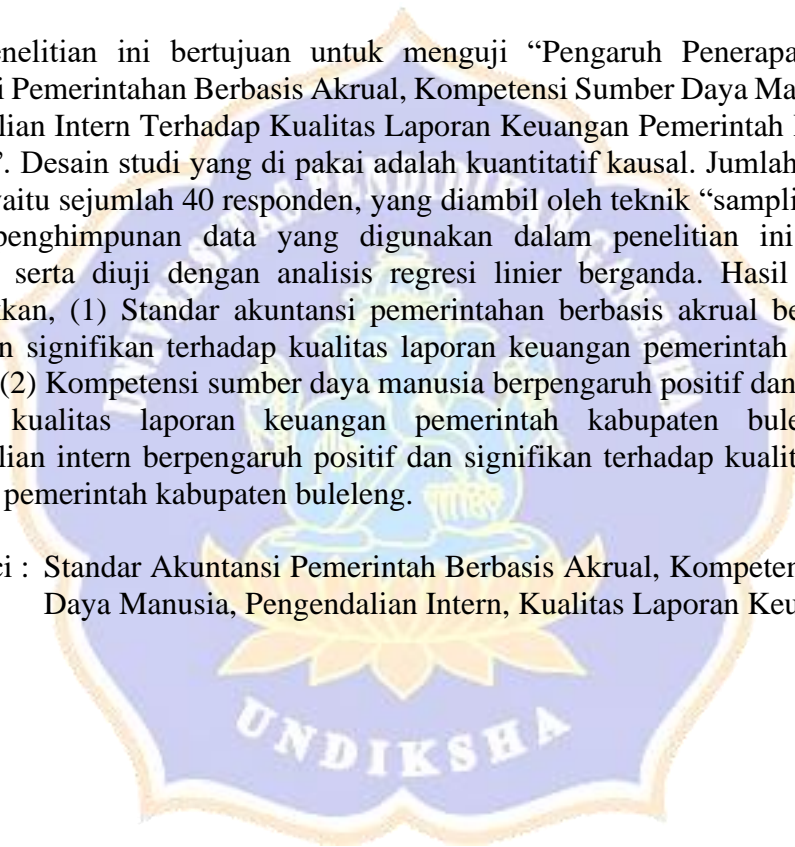 enelitian ini bertujuan untuk menguji “Pengaruh Penerapa
i Pemerintahan Berbasis Akrual, Kompetensi Sumber Daya Ma
lian Intern Terhadap Kualitas Laporan Keuangan Pemerintah
”. Desain studi yang di pakai adalah kuantitatif kausal. Jumlah
yaitu sejumlah 40 responden, yang diambil oleh teknik “sampli
penghimpunan data yang digunakan dalam penelitian ini
serta diuji dengan analisis regresi linier berganda. Hasil
kkan, (1) Standar akuntansi pemerintahan berbasis akrual be
n signifikan terhadap kualitas laporan keuangan pemerintah
(2) Kompetensi sumber daya manusia berpengaruh positif dan
kualitas laporan keuangan pemerintah kabupaten bule
lian intern berpengaruh positif dan signifikan terhadap kualit
pemerintah kabupaten buleleng.
ci : Standar Akuntansi Pemerintah Berbasis Akrual, Kompeten
Daya Manusia, Pengendalian Intern, Kualitas Laporan Keu
UNIVERSITAS PENDIDIKAN GANESHA
UNDIKSHA